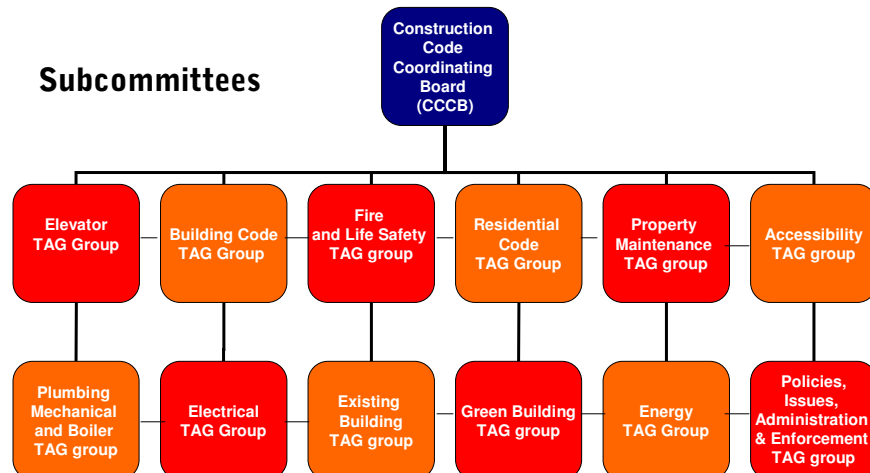 Subcommittees
Construction
Code
Coordinating
Board
(CCCB)
Elevator
TAG Group
Building Code
TAG Group
Fire
and Life Safety
TAG group
Residential
Code
TAG Group
Property
Maintenance
TAG group
Accessibility
TAG group
Plumbing
Mechanical
and Boiler
TAG group
Electrical
TAG Group
Existing
Building
TAG group
Green Building
TAG group
Energy
TAG Group
Policies,
Issues,
Administration
& Enforcement
TAG group